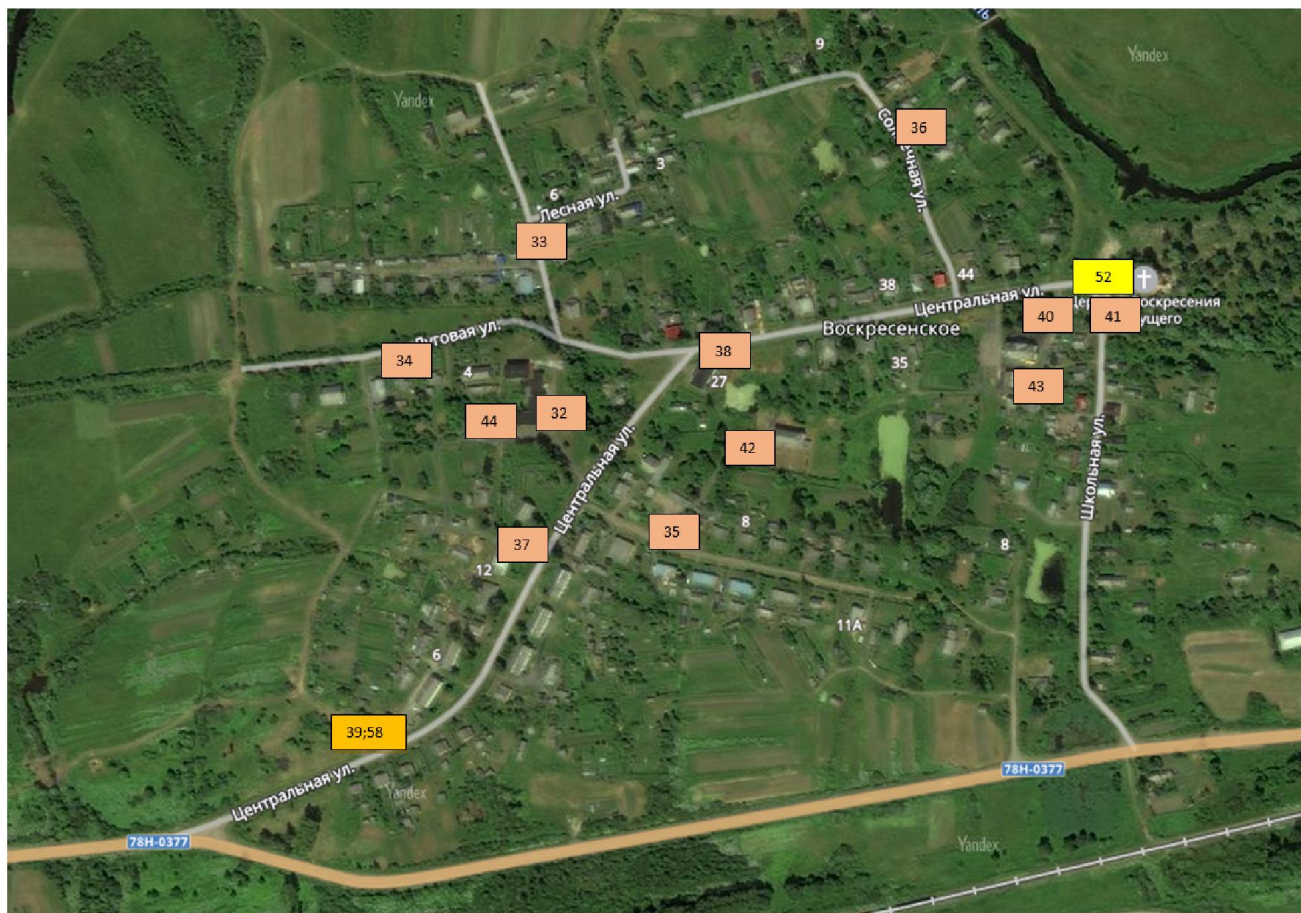 9
Yandex
Yandex
36
Солнечная ул.
3
6
Лесная ул.
33
52
44
38
Центральная ул.
40
41
Воскресенское
Луговая ул.
34
38
4
27
35
43
44
32
42
Центральная ул.
Школьная ул.
37
35
8
8
12
11А
6
39;58
78Н-0377
Центральная ул.
Yandex
78Н-0377
Yandex